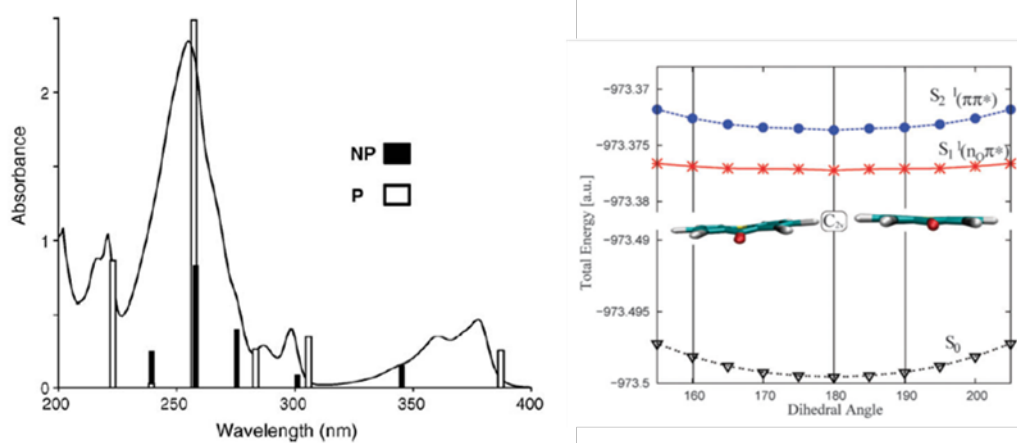 Absorbance
2
1
0
200
250
300
350
400
Wavelength (nm)
NP
P
Total Energy [a.u.]
−973.37
−973.375
−973.38
−973.49
−973.495
−973.5
S₂ ¹(ππ*)
S₁ ¹(n_Oπ*)
C₂ᵥ
S₀
160
170
180
190
200
Dihedral Angle